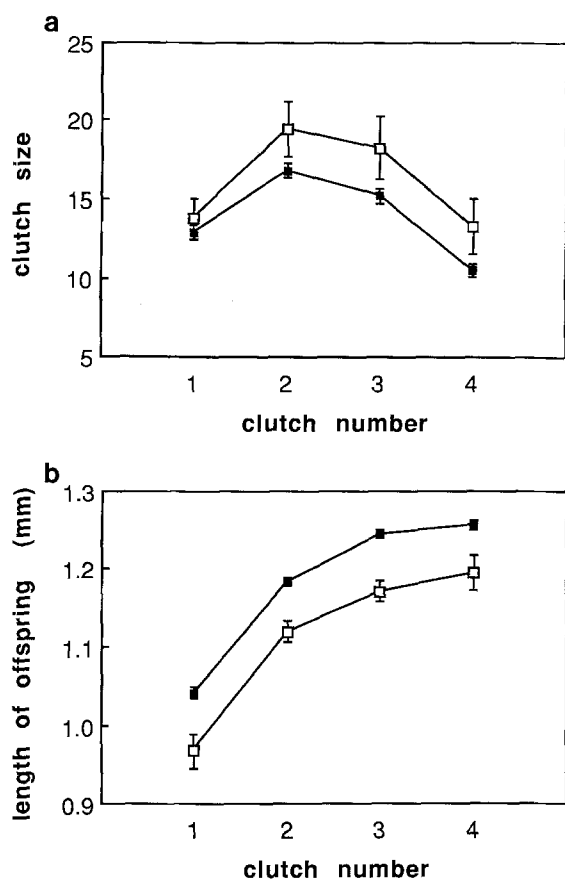 a
25
20
15
10
5
clutch size
1 2 3 4
clutch number
b
1.3
1.2
1.1
1.0
0.9
length of offspring (mm)
1 2 3 4
clutch number